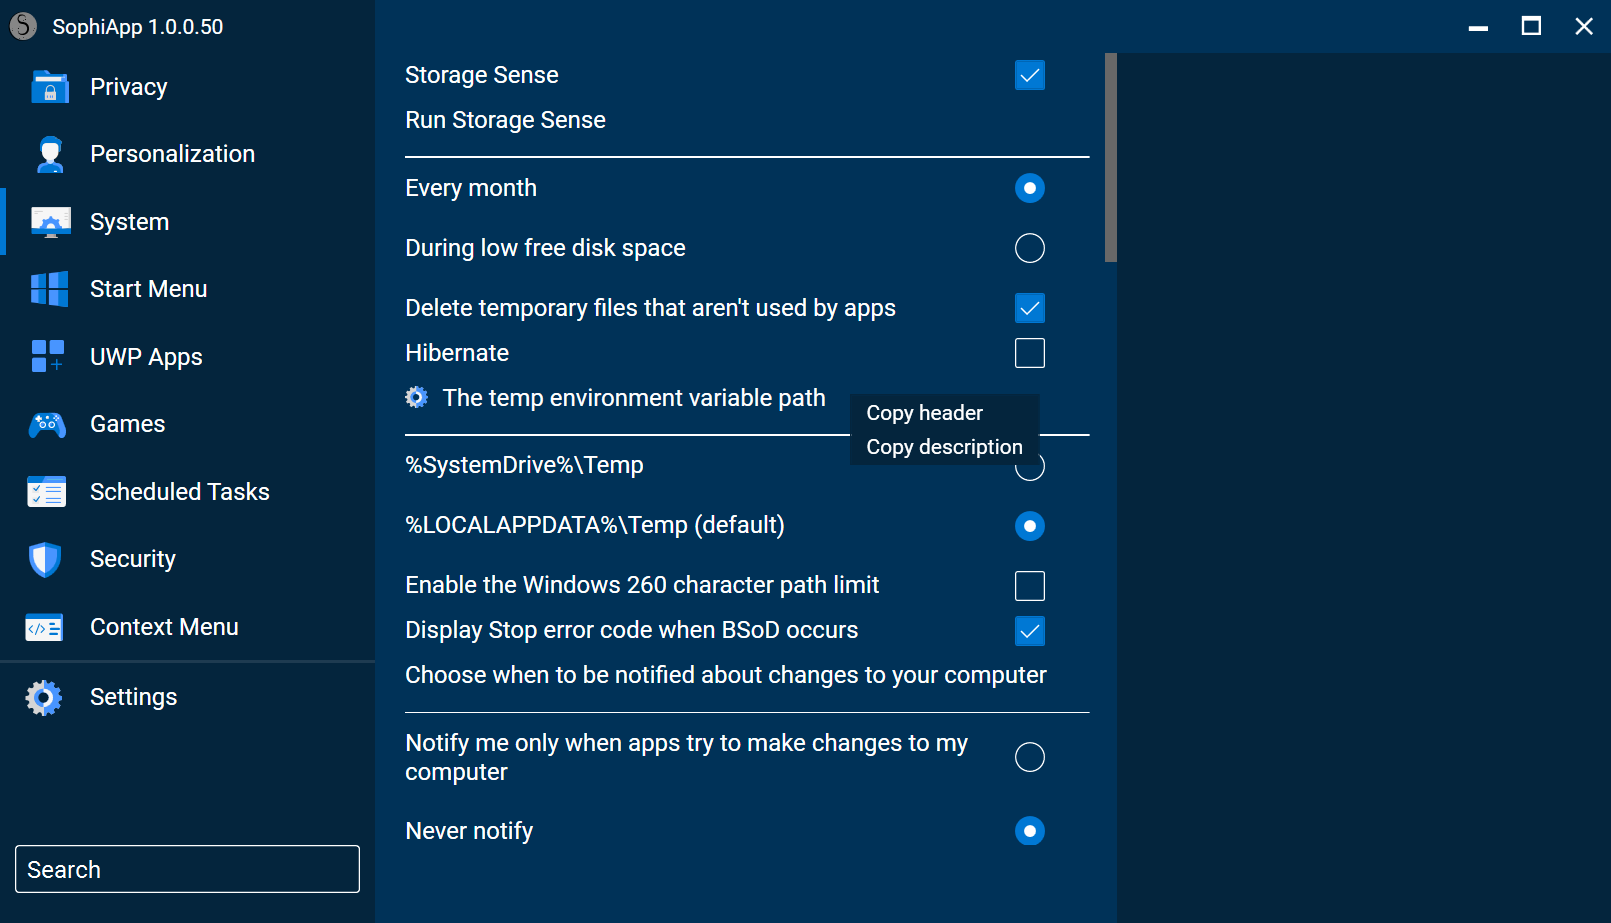 SophiApp 1.0.0.50
Privacy
Personalization
System
Start Menu
UWP Apps
Games
Scheduled Tasks
Security
Context Menu
Settings
Search
Storage Sense
Run Storage Sense
Every month
During low free disk space
Delete temporary files that aren't used by apps
Hibernate
The temp environment variable path
Copy header
Copy description
%SystemDrive%\Temp
%LOCALAPPDATA%\Temp (default)
Enable the Windows 260 character path limit
Display Stop error code when BSoD occurs
Choose when to be notified about changes to your computer
Notify me only when apps try to make changes to my
computer
Never notify